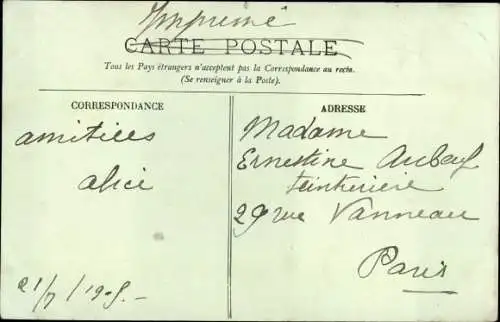 Imprimé
CARTE POSTALE
Tous les Pays étrangers n'acceptent pas la Correspondance au recto.
(Se renseigner à la Poste).
CORRESPONDANCE
amitiées
alice
21/7/1905.-
ADRESSE
Madame
Ernestine
teinturière
29 rue Vanneau
Paris